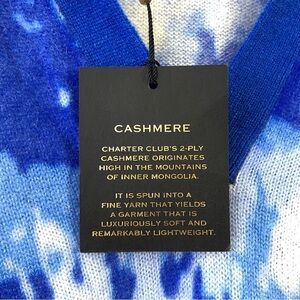 CASHMERE
CHARTER CLUB'S 2-PLY
CASHMERE ORIGINATES
HIGH IN THE MOUNTAINS
OF INNER MONGOLIA.
IT IS SPUN INTO A
FINE YARN THAT YIELDS
A GARMENT THAT IS
LUXURIOUSLY SOFT AND
REMARKABLY LIGHTWEIGHT.